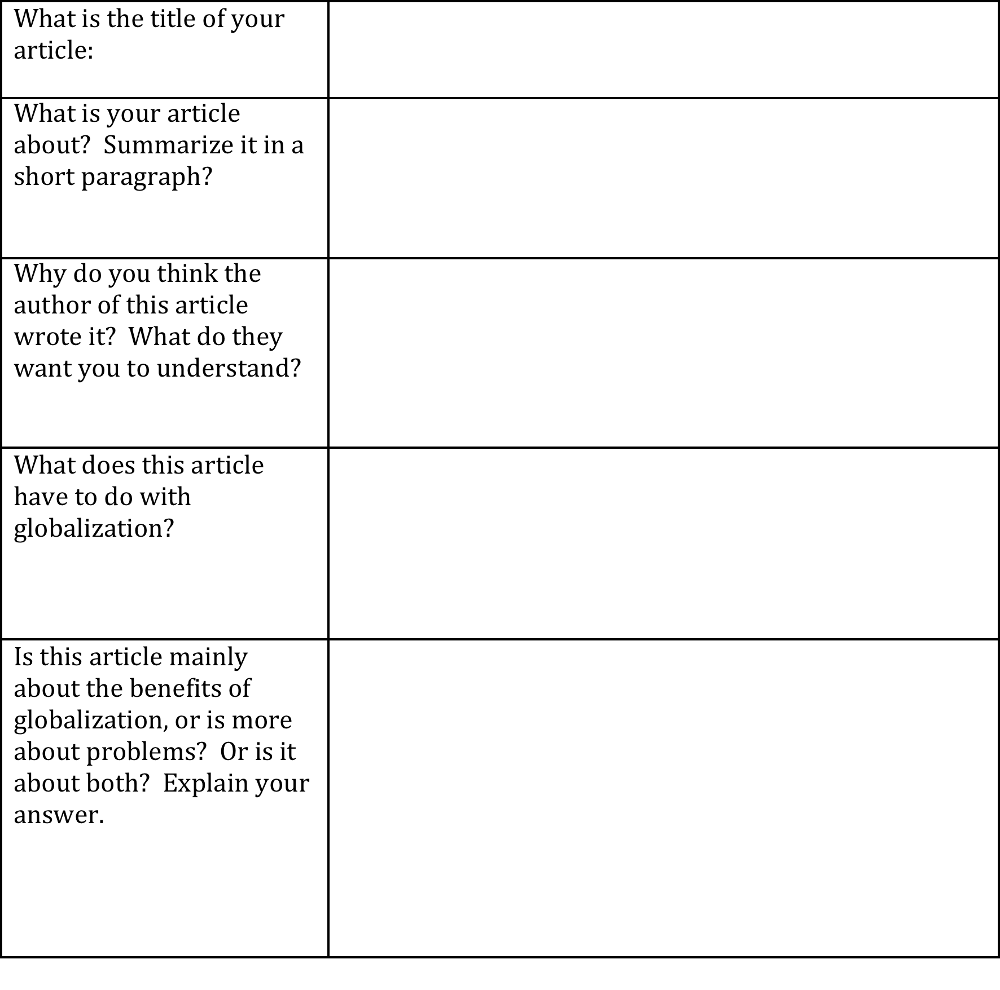 What is the title of your
article:
What is your article
about?  Summarize it in a
short paragraph?
Why do you think the
author of this article
wrote it?  What do they
want you to understand?
What does this article
have to do with
globalization?
Is this article mainly
about the benefits of
globalization, or is more
about problems?  Or is it
about both?  Explain your
answer.